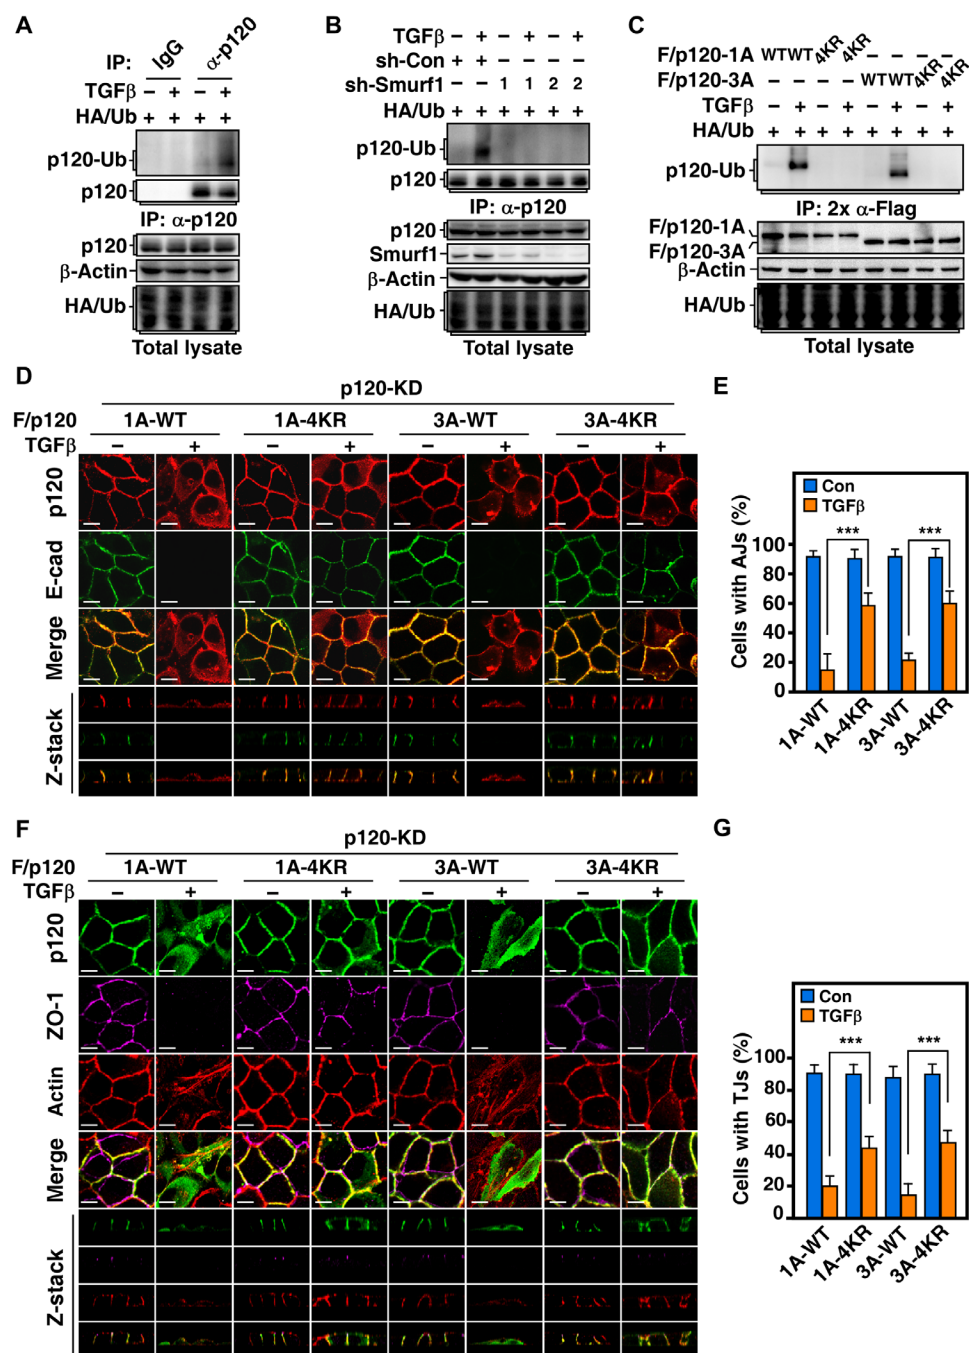 A
IP: IgG α-p120
TGFβ – + – +
HA/Ub + + + +
p120-Ub
p120
IP: α-p120
p120
β-Actin
HA/Ub
Total lysate
B
TGFβ – + – + – +
sh-Con + + – – – –
sh-Smurf1 – – 1 1 2 2
HA/Ub + + + + + +
p120-Ub
p120
IP: α-p120
p120
Smurf1
β-Actin
HA/Ub
Total lysate
C
F/p120-1A WT WT 4KR 4KR – – – –
F/p120-3A – – – – WT WT 4KR 4KR
TGFβ – + – + – + – +
HA/Ub + + + + + + + +
p120-Ub
IP: 2x α-Flag
F/p120-1A
F/p120-3A
β-Actin
HA/Ub
Total lysate
D
p120-KD
F/p120 1A-WT 1A-4KR 3A-WT 3A-4KR
TGFβ – + – + – + – +
p120
E-cad
Merge
Z-stack
E
Con
TGFβ
*** ***
Cells with AJs (%)
100
80
60
40
20
0
1A-WT 1A-4KR 3A-WT 3A-4KR
F
p120-KD
F/p120 1A-WT 1A-4KR 3A-WT 3A-4KR
TGFβ – + – + – + – +
p120
ZO-1
Actin
Merge
Z-stack
G
Con
TGFβ
*** ***
Cells with TJs (%)
100
80
60
40
20
0
1A-WT 1A-4KR 3A-WT 3A-4KR